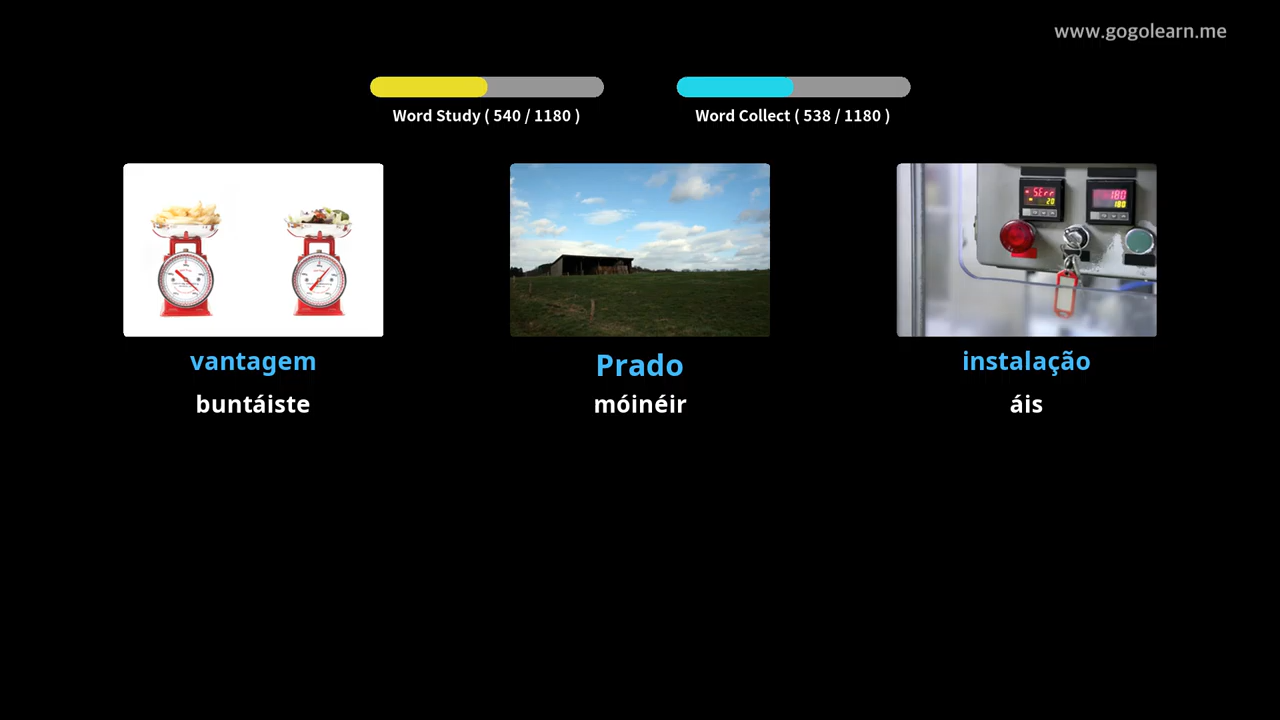 www.gogolearn.me
Word Study ( 540 / 1180 )
Word Collect ( 538 / 1180 )
vantagem
buntáiste
Prado
móinéir
instalação
áis